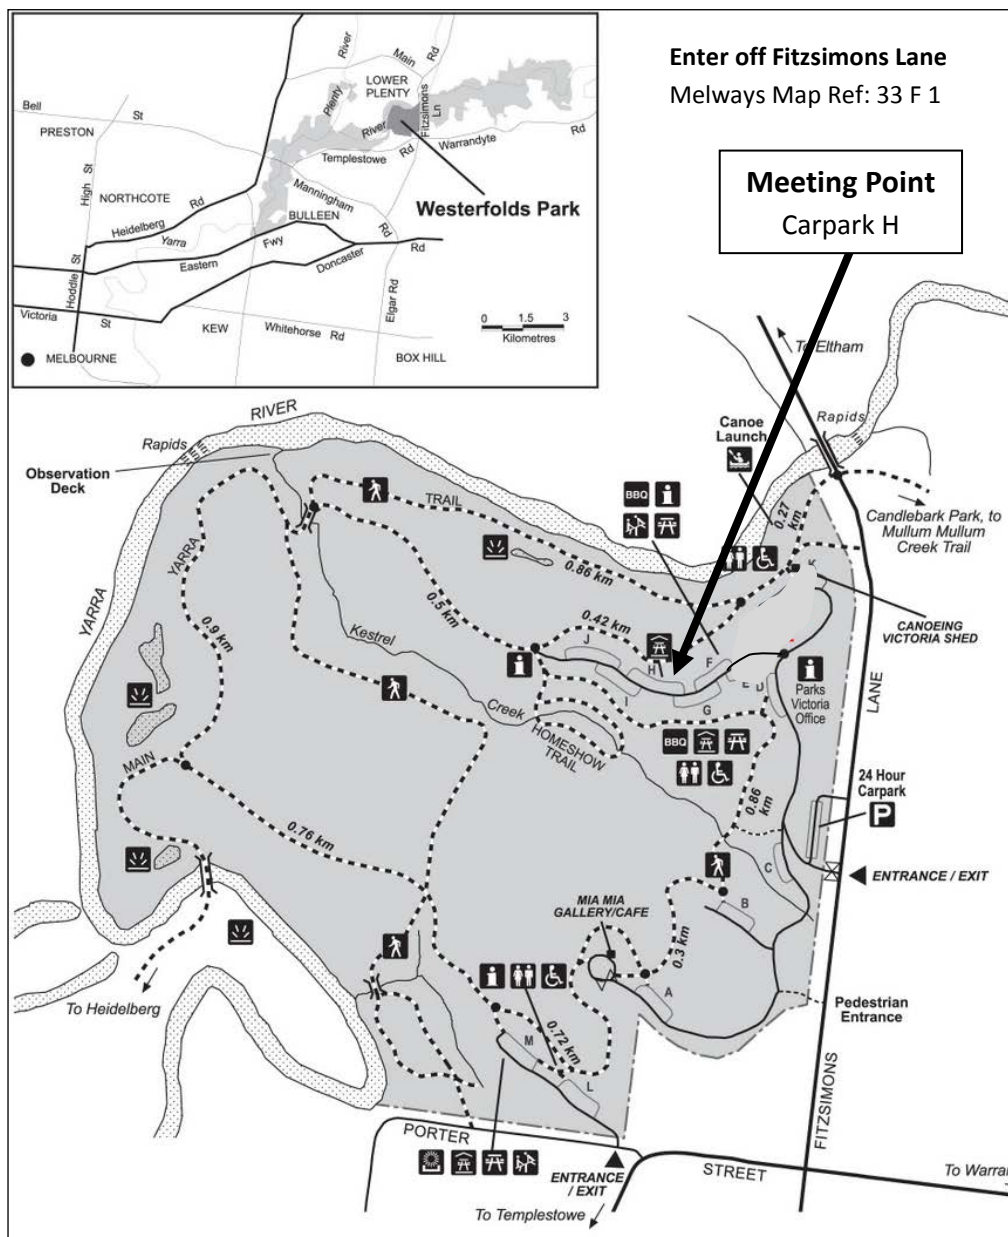 Enter off Fitzsimons Lane
Melways Map Ref: 33 F 1
Meeting Point
Carpark H
River
Main
Rd
LOWER
PLENTY
Plenty
River
Fitzsimons
Ln
Bell
St
PRESTON
Templestowe
Rd
Warrandyte
Rd
High St
NORTHCOTE
Manningham
Rd
BULLEEN
Westerfolds Park
Heidelberg
Rd
Yarra
Eastern
Fwy
Doncaster
Rd
Hoddle St
Victoria
St
KEW
Whitehorse Rd
Elgar Rd
0 1.5 3
Kilometres
MELBOURNE
BOX HILL
To Eltham
RIVER
Rapids
Observation
Deck
Canoe
Launch
Rapids
BBQ
i
TRAIL
0.27
km
Candlebark Park, to
Mullum Mullum
Creek Trail
YARRA
YARRA
0.86 km
K
CANOEING
VICTORIA SHED
0.9 km
0.5 km
0.42 km
Kestrel
J
H
F
E
D
I
G
i
i
Parks
Victoria
Office
LANE
Creek
HOMESHOW
TRAIL
BBQ
MAIN
24 Hour
Carpark
P
0.86
km
0.76 km
C
ENTRANCE / EXIT
MIA MIA
GALLERY/CAFE
B
0.3 km
A
To Heidelberg
i
Pedestrian
Entrance
M
0.72 km
L
FITZSIMONS
PORTER
STREET
ENTRANCE
/ EXIT
To Templestowe
To Warran